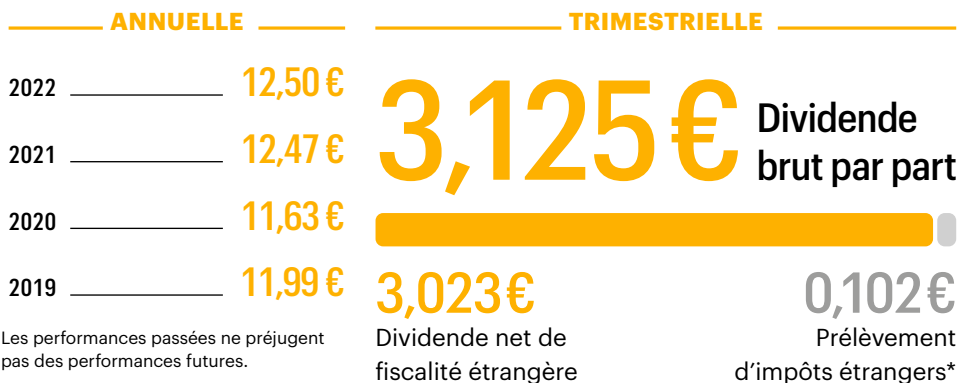 ANNUELLE
2022 12,50 €
2021 12,47 €
2020 11,63 €
2019 11,99 €
Les performances passées ne préjugent
pas des performances futures.
TRIMESTRIELLE
3,125 €
Dividende
brut par part
3,023 €
Dividende net de
fiscalité étrangère
0,102 €
Prélèvement
d'impôts étrangers*